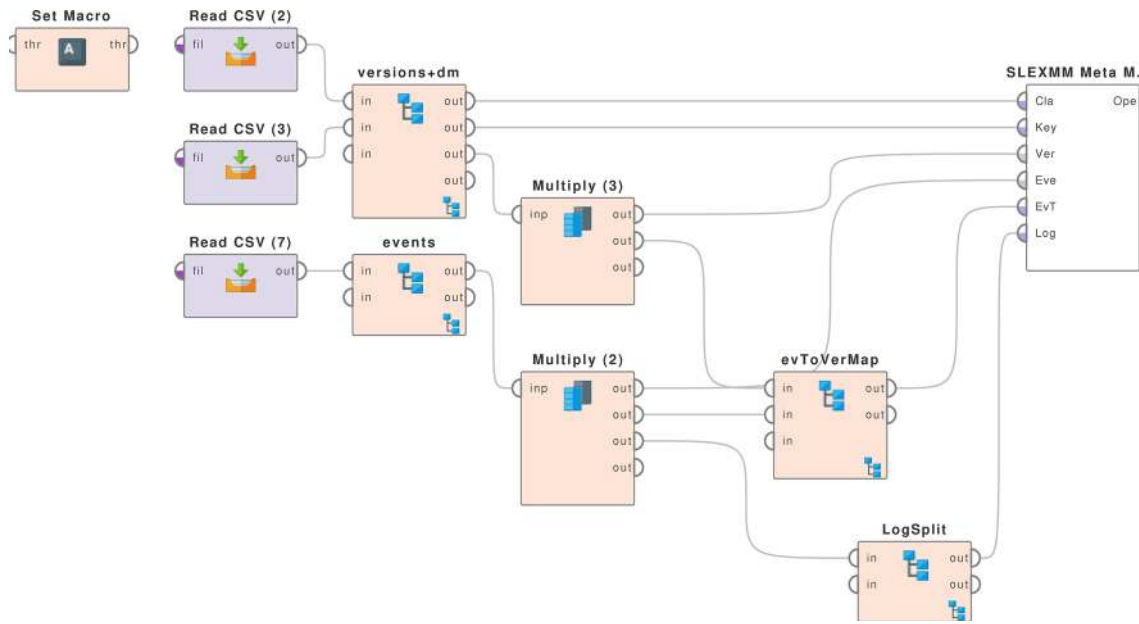 Set Macro
thr thr
Read CSV (2)
fil out
versions+dm
in out
in out
in out
out
Read CSV (3)
fil out
Read CSV (7)
fil out
events
in out
in out
Multiply (3)
inp out
out
out
Multiply (2)
inp out
out
out
out
evToVerMap
in out
in out
in
LogSplit
in out
in out
SLEXMM Meta M.
Cla Ope
Key
Ver
Eve
EvT
Log